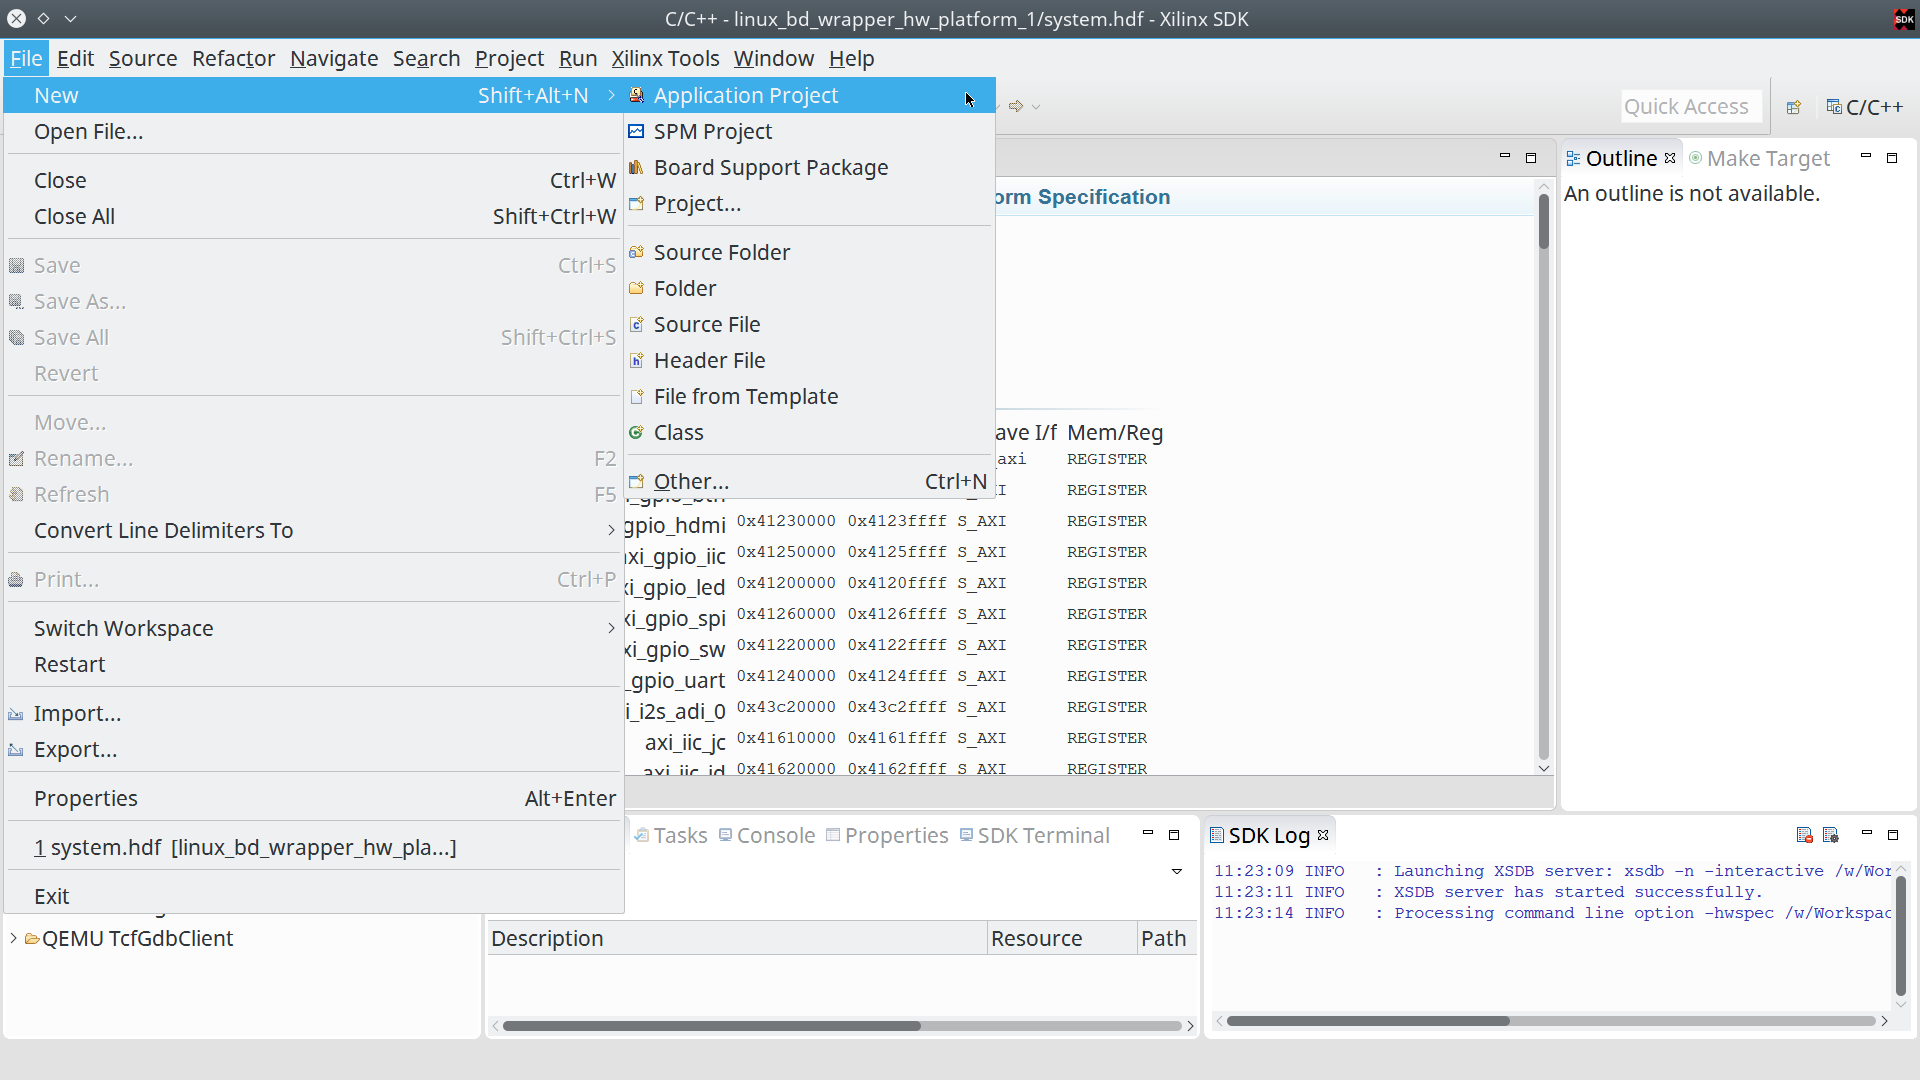 C/C++ - linux_bd_wrapper_hw_platform_1/system.hdf - Xilinx SDK
SDK
File Edit Source Refactor Navigate Search Project Run Xilinx Tools Window Help
Quick Access
C/C++
New Shift+Alt+N
Open File...
Close Ctrl+W
Close All Shift+Ctrl+W
Save Ctrl+S
Save As...
Save All Shift+Ctrl+S
Revert
Move...
Rename... F2
Refresh F5
Convert Line Delimiters To
Print... Ctrl+P
Switch Workspace
Restart
Import...
Export...
Properties Alt+Enter
1 system.hdf [linux_bd_wrapper_hw_pla...]
Exit
Application Project
SPM Project
Board Support Package
Project...
Source Folder
Folder
Source File
Header File
File from Template
Class
Other... Ctrl+N
orm Specification
ave I/f Mem/Reg
axi REGISTER
I REGISTER
gpio_hdmi 0x41230000 0x4123ffff S_AXI REGISTER
xi_gpio_iic 0x41250000 0x4125ffff S_AXI REGISTER
xi_gpio_led 0x41200000 0x4120ffff S_AXI REGISTER
xi_gpio_spi 0x41260000 0x4126ffff S_AXI REGISTER
xi_gpio_sw 0x41220000 0x4122ffff S_AXI REGISTER
_gpio_uart 0x41240000 0x4124ffff S_AXI REGISTER
i_i2s_adi_0 0x43c20000 0x43c2ffff S_AXI REGISTER
axi_iic_jc 0x41610000 0x4161ffff S_AXI REGISTER
axi_iic_jd 0x41620000 0x4162ffff S_AXI REGISTER
Outline Make Target
An outline is not available.
QEMU TcfGdbClient
Tasks Console Properties SDK Terminal
Description Resource Path
SDK Log
11:23:09 INFO : Launching XSDB server: xsdb -n -interactive /w/Wor
11:23:11 INFO : XSDB server has started successfully.
11:23:14 INFO : Processing command line option -hwspec /w/Workspac